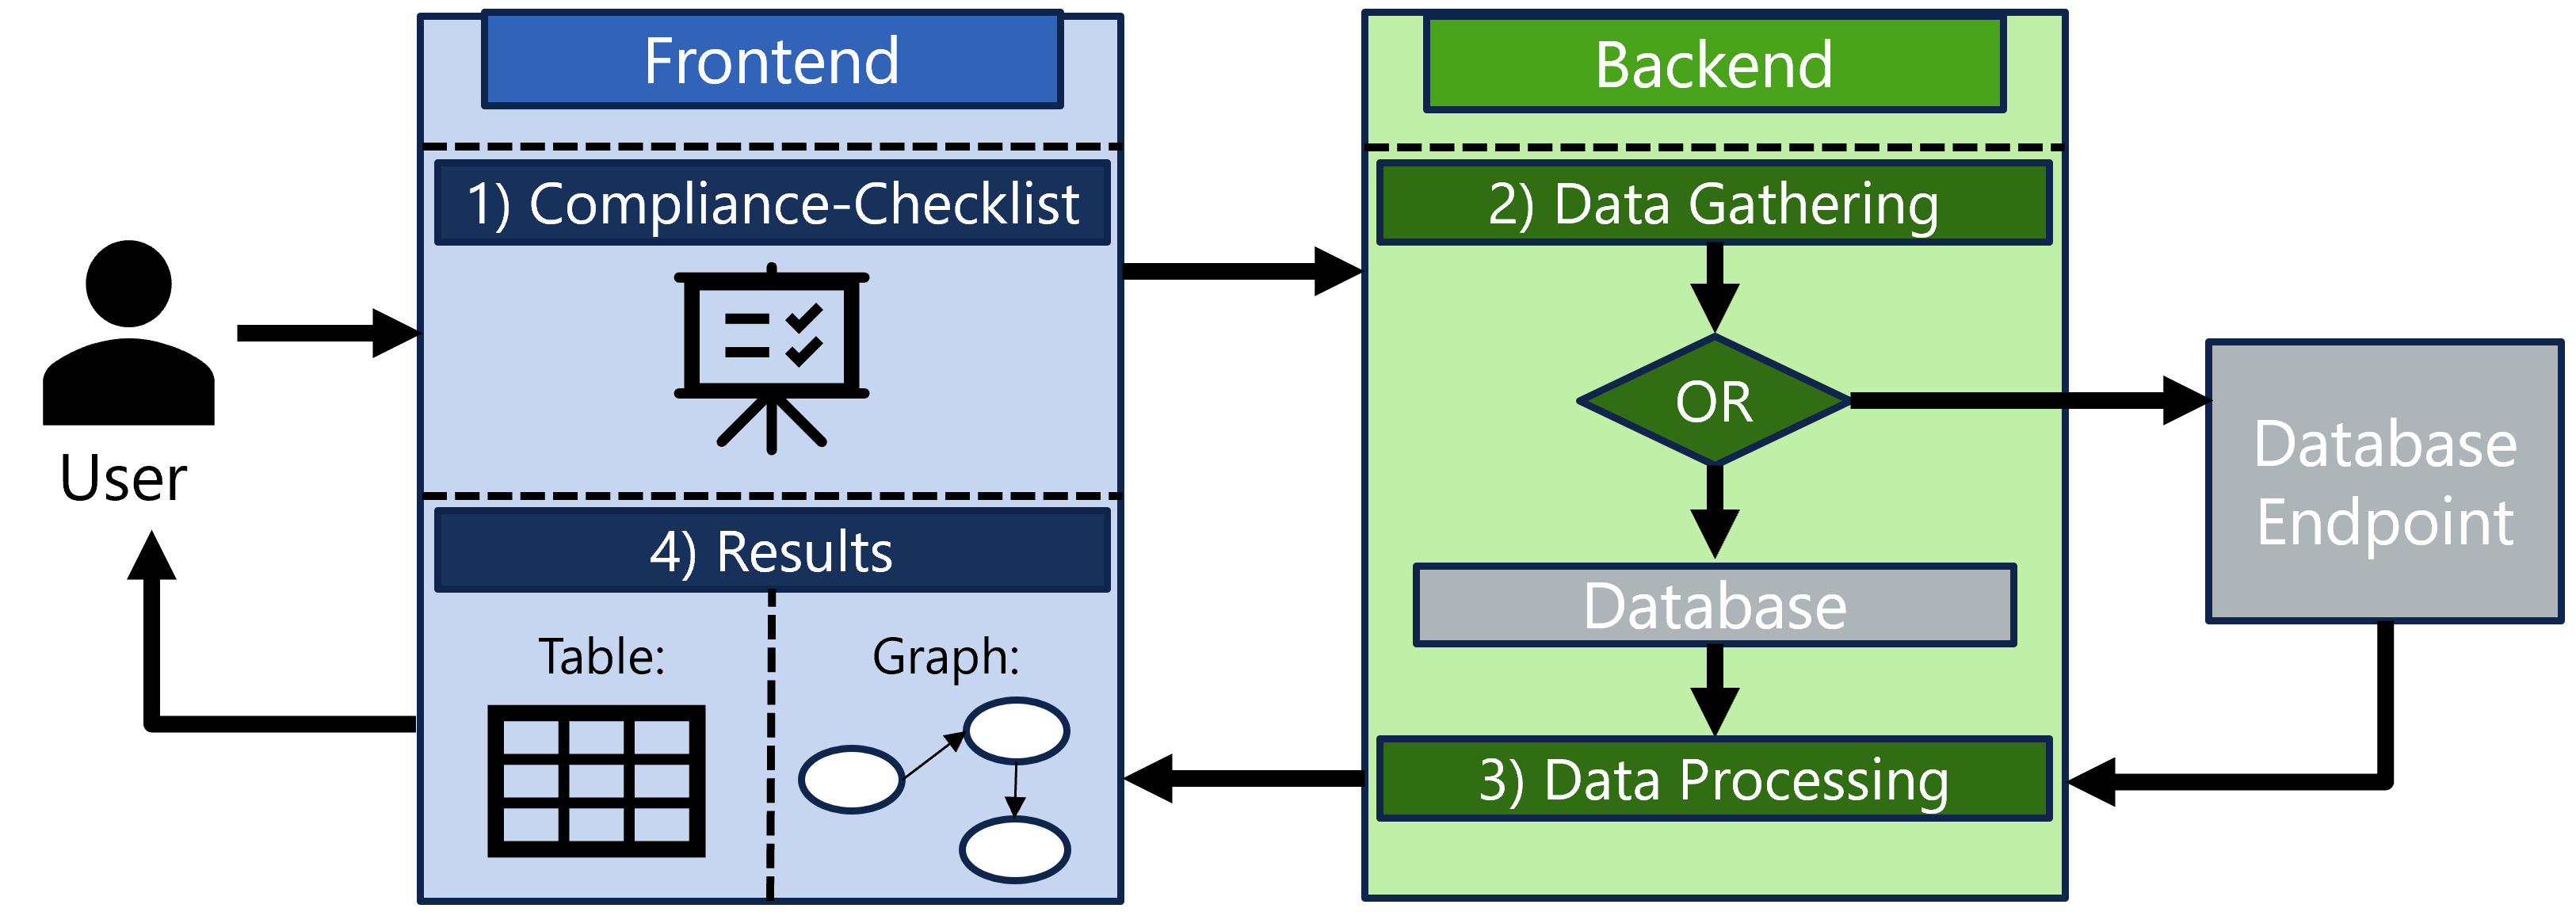 Frontend
Backend
1) Compliance-Checklist
2) Data Gathering
User
OR
Database
Endpoint
4) Results
Database
Table:
Graph:
3) Data Processing